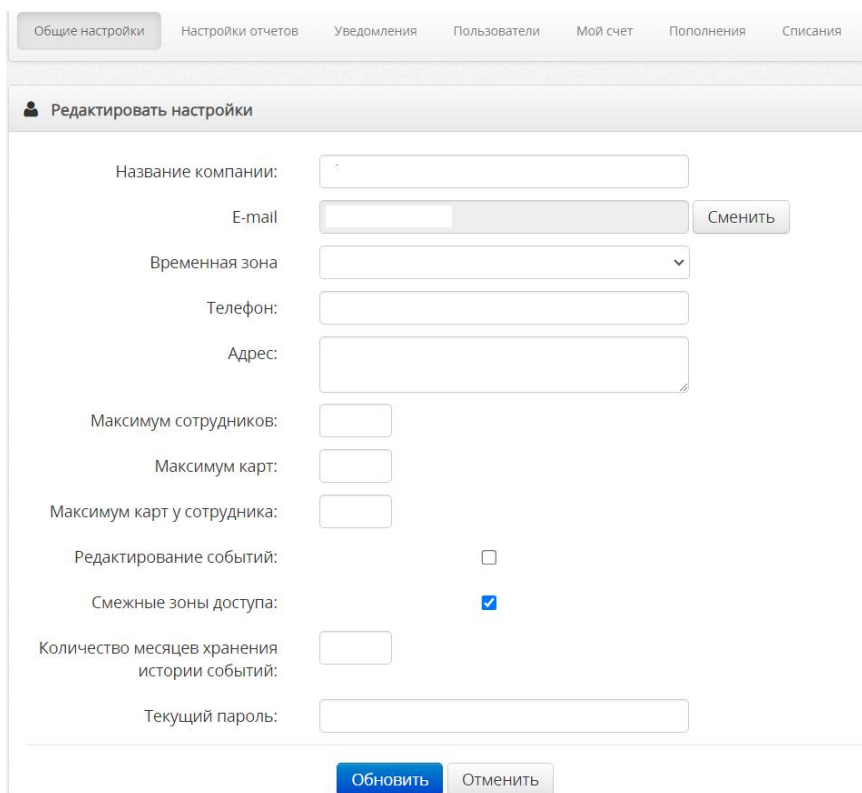 Общие настройки Настройки отчетов Уведомления Пользователи Мой счет Пополнения Списания
Редактировать настройки
Название компании:
E-mail Сменить
Временная зона
Телефон:
Адрес:
Максимум сотрудников:
Максимум карт:
Максимум карт у сотрудника:
Редактирование событий:
Смежные зоны доступа:
Количество месяцев хранения
истории событий:
Текущий пароль:
Обновить Отменить